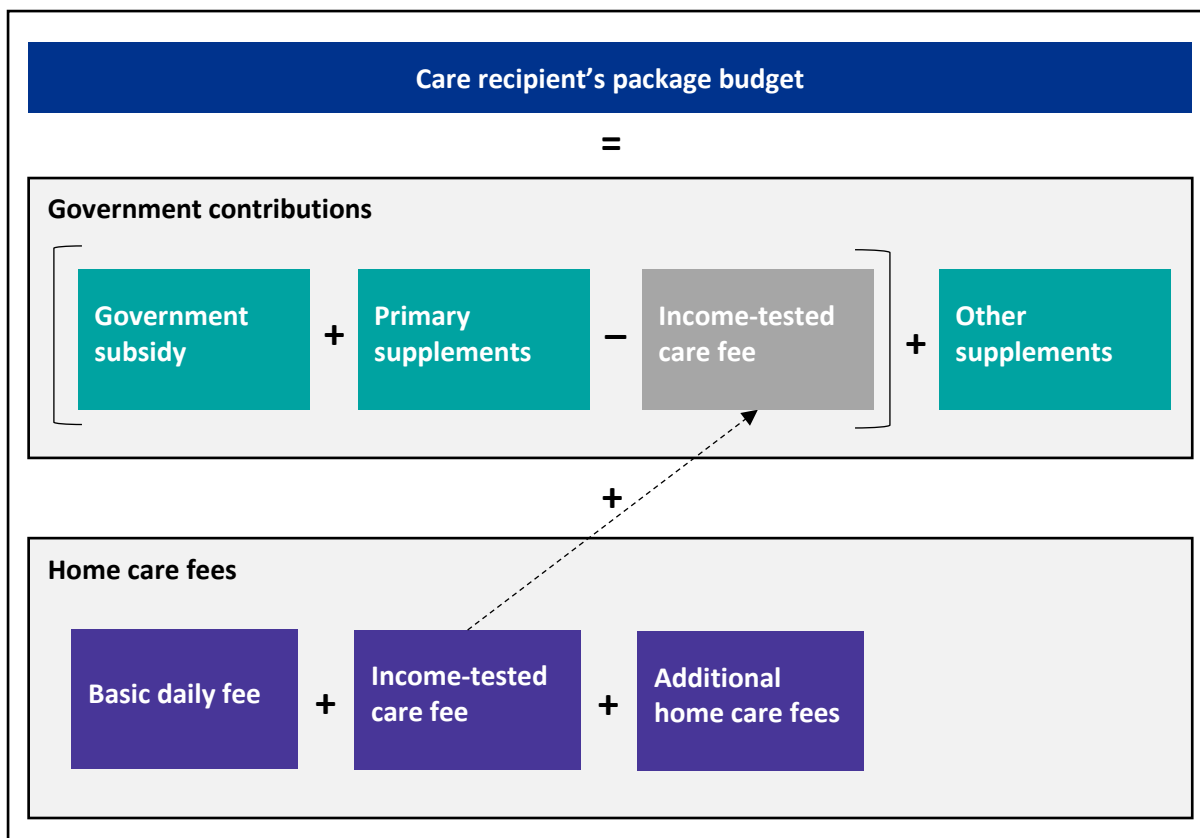 Care recipient’s package budget
=
Government contributions
Government
subsidy
+
Primary
supplements
–
Income-tested
care fee
+
Other
supplements
+
Home care fees
Basic daily fee
+
Income-tested
care fee
+
Additional
home care fees